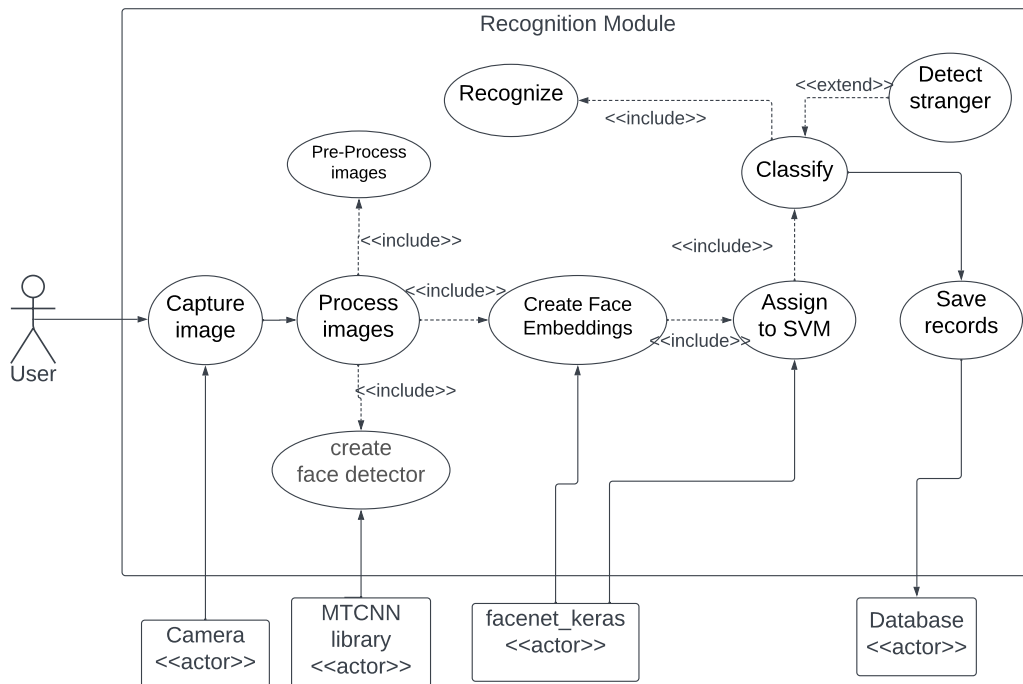 Recognition Module
Recognize
<<include>>
<<extend>>
Detect
stranger
Pre-Process
images
Classify
<<include>>
<<include>>
Capture
image
Process
images
<<include>>
Create Face
Embeddings
<<include>>
Assign
to SVM
Save
records
User
<<include>>
create
face detector
Camera
<<actor>>
MTCNN
library
<<actor>>
facenet_keras
<<actor>>
Database
<<actor>>